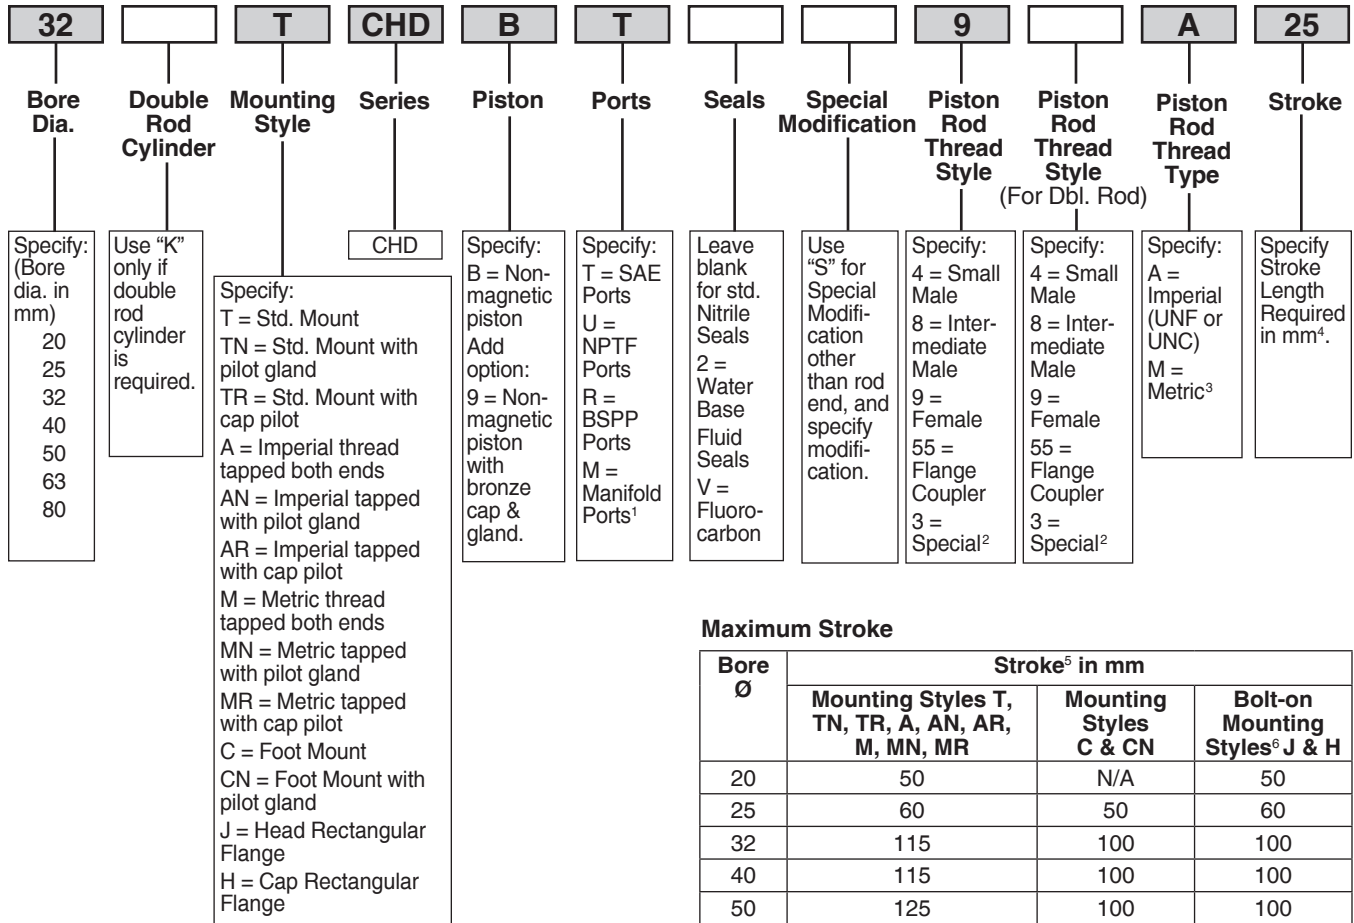 32 T CHD B T 9 A 25
Bore
Dia.
Double
Rod
Cylinder
Mounting
Style
Series
Piston
Ports
Seals
Special
Modification
Piston
Rod
Thread
Style
Piston
Rod
Thread
Style
(For Dbl. Rod)
Piston
Rod
Thread
Type
Stroke
Specify:
(Bore
dia. in
mm)
20
25
32
40
50
63
80
Use “K”
only if
double
rod
cylinder
is
required.
Specify:
T = Std. Mount
TN = Std. Mount with
pilot gland
TR = Std. Mount with
cap pilot
A = Imperial thread
tapped both ends
AN = Imperial tapped
with pilot gland
AR = Imperial tapped
with cap pilot
M = Metric thread
tapped both ends
MN = Metric tapped
with pilot gland
MR = Metric tapped
with cap pilot
C = Foot Mount
CN = Foot Mount with
pilot gland
J = Head Rectangular
Flange
H = Cap Rectangular
Flange
CHD
Specify:
B = Non-
magnetic
piston
Add
option:
9 = Non-
magnetic
piston
with
bronze
cap &
gland.
Specify:
T = SAE
Ports
U =
NPTF
Ports
R =
BSPP
Ports
M =
Manifold
Ports¹
Leave
blank
for std.
Nitrile
Seals
2 =
Water
Base
Fluid
Seals
V =
Fluoro-
carbon
Use
“S” for
Special
Modifi-
cation
other
than rod
end, and
specify
modifi-
cation.
Specify:
4 = Small
Male
8 = Inter-
mediate
Male
9 =
Female
55 =
Flange
Coupler
3 =
Special²
Specify:
4 = Small
Male
8 = Inter-
mediate
Male
9 =
Female
55 =
Flange
Coupler
3 =
Special²
Specify:
A =
Imperial
(UNF or
UNC)
M =
Metric³
Specify
Stroke
Length
Required
in mm⁴.
Maximum Stroke
Bore
Ø
Stroke⁵ in mm
Mounting Styles T,
TN, TR, A, AN, AR,
M, MN, MR
Mounting
Styles
C & CN
Bolt-on
Mounting
Styles⁶ J & H
20 50 N/A 50
25 60 50 60
32 115 100 100
40 115 100 100
50 125 100 100